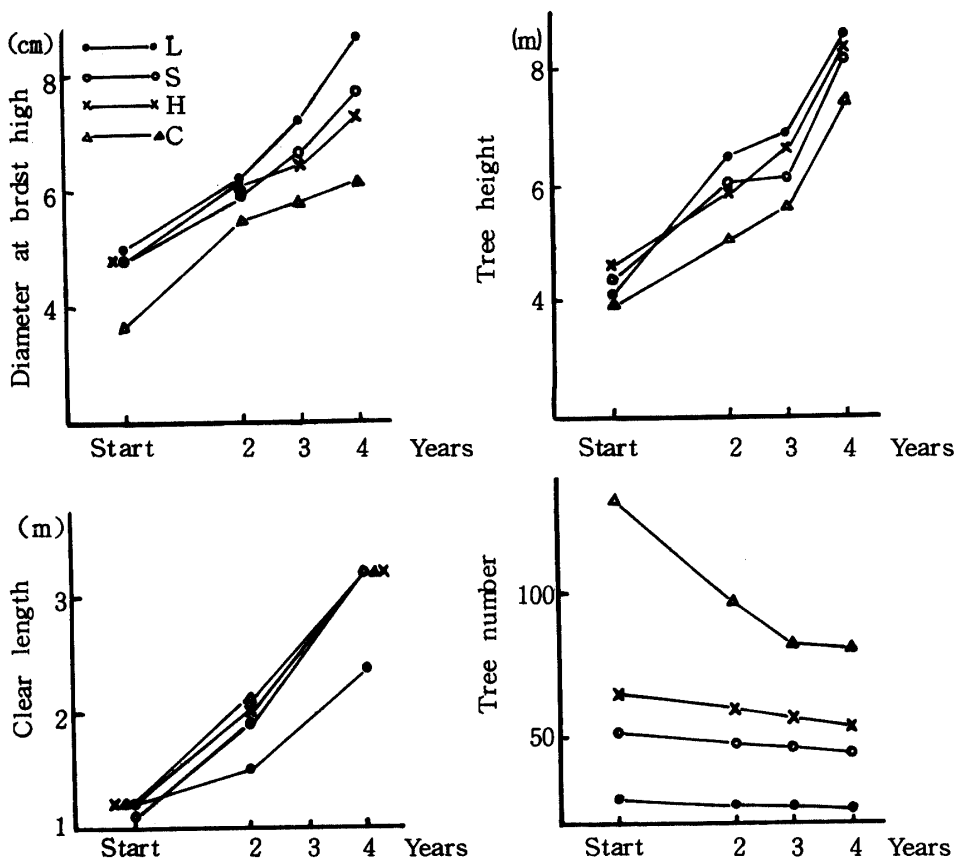 (cm)
8
6
4
Diameter at brdst high
L
S
H
C
Start 2 3 4 Years
(m)
8
6
4
Tree height
Start 2 3 4 Years
(m)
3
2
1
Clear length
Start 2 3 4 Years
100
50
Tree number
Start 2 3 4 Years